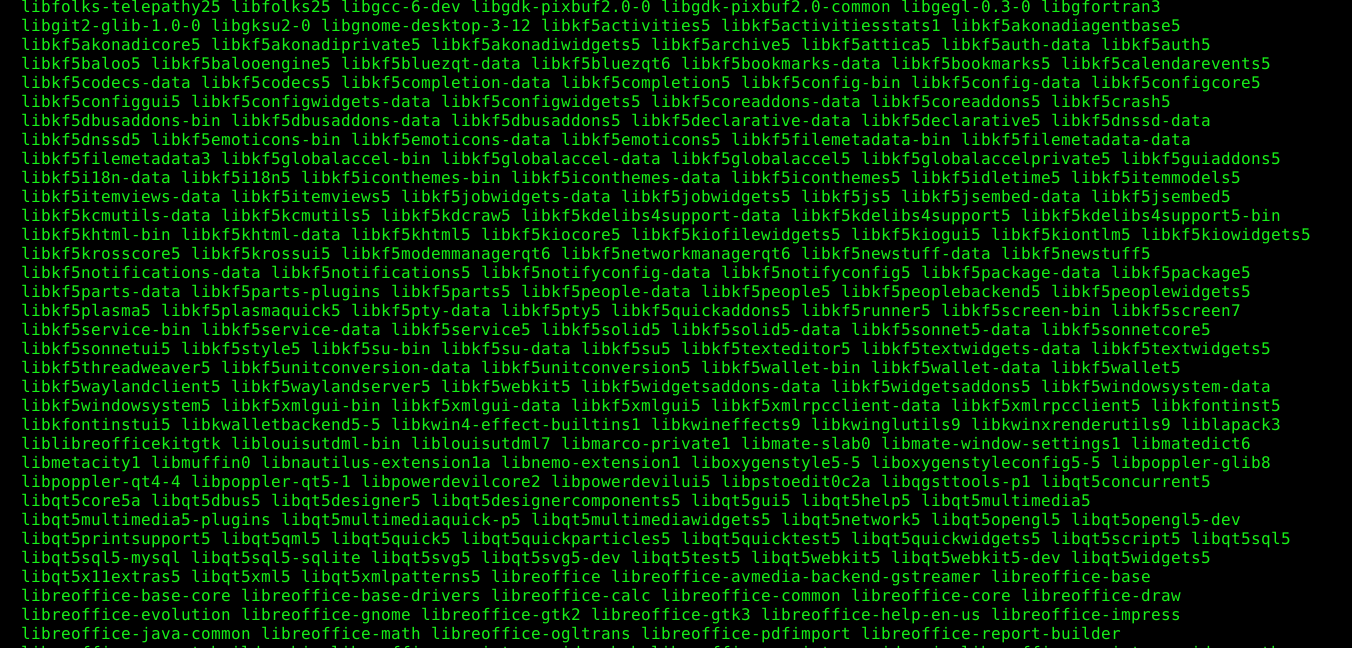 libfolks-telepathy25 libfolks25 libgcc-6-dev libgdk-pixbuf2.0-0 libgdk-pixbuf2.0-common libgegl-0.3-0 libgfortran3
libgit2-glib-1.0-0 libgksu2-0 libgnome-desktop-3-12 libkf5activities5 libkf5activitiesstats1 libkf5akonadiagentbase5
libkf5akonadicore5 libkf5akonadiprivate5 libkf5akonadiwidgets5 libkf5archive5 libkf5attica5 libkf5auth-data libkf5auth5
libkf5baloo5 libkf5balooengine5 libkf5bluezqt-data libkf5bluezqt6 libkf5bookmarks-data libkf5bookmarks5 libkf5calendarevents5
libkf5codecs-data libkf5codecs5 libkf5completion-data libkf5completion5 libkf5config-bin libkf5config-data libkf5configcore5
libkf5configgui5 libkf5configwidgets-data libkf5configwidgets5 libkf5coreaddons-data libkf5coreaddons5 libkf5crash5
libkf5dbusaddons-bin libkf5dbusaddons-data libkf5dbusaddons5 libkf5declarative-data libkf5declarative5 libkf5dnssd-data
libkf5dnssd5 libkf5emoticons-bin libkf5emoticons-data libkf5emoticons5 libkf5filemetadata-bin libkf5filemetadata-data
libkf5filemetadata3 libkf5globalaccel-bin libkf5globalaccel-data libkf5globalaccel5 libkf5globalaccelprivate5 libkf5guiaddons5
libkf5i18n-data libkf5i18n5 libkf5iconthemes-bin libkf5iconthemes-data libkf5iconthemes5 libkf5idletime5 libkf5itemmodels5
libkf5itemviews-data libkf5itemviews5 libkf5jobwidgets-data libkf5jobwidgets5 libkf5js5 libkf5jsembed-data libkf5jsembed5
libkf5kcmutils-data libkf5kcmutils5 libkf5kdcraw5 libkf5kdelibs4support-data libkf5kdelibs4support5 libkf5kdelibs4support5-bin
libkf5khtml-bin libkf5khtml-data libkf5khtml5 libkf5kiocore5 libkf5kiofilewidgets5 libkf5kiogui5 libkf5kiontlm5 libkf5kiowidgets5
libkf5krosscore5 libkf5krossui5 libkf5modemmanagerqt6 libkf5networkmanagerqt6 libkf5newstuff-data libkf5newstuff5
libkf5notifications-data libkf5notifications5 libkf5notifyconfig-data libkf5notifyconfig5 libkf5package-data libkf5package5
libkf5parts-data libkf5parts-plugins libkf5parts5 libkf5people-data libkf5people5 libkf5peoplebackend5 libkf5peoplewidgets5
libkf5plasma5 libkf5plasmaquick5 libkf5pty-data libkf5pty5 libkf5quickaddons5 libkf5runner5 libkf5screen-bin libkf5screen7
libkf5service-bin libkf5service-data libkf5service5 libkf5solid5 libkf5solid5-data libkf5sonnet5-data libkf5sonnetcore5
libkf5sonnetui5 libkf5style5 libkf5su-bin libkf5su-data libkf5su5 libkf5texteditor5 libkf5textwidgets-data libkf5textwidgets5
libkf5threadweaver5 libkf5unitconversion-data libkf5unitconversion5 libkf5wallet-bin libkf5wallet-data libkf5wallet5
libkf5waylandclient5 libkf5waylandserver5 libkf5webkit5 libkf5widgetsaddons-data libkf5widgetsaddons5 libkf5windowsystem-data
libkf5windowsystem5 libkf5xmlgui-bin libkf5xmlgui-data libkf5xmlgui5 libkf5xmlrpcclient-data libkf5xmlrpcclient5 libkfontinst5
libkfontinstui5 libkwalletbackend5-5 libkwin4-effect-builtins1 libkwineffects9 libkwinglutils9 libkwinxrenderutils9 liblapack3
liblibreofficekitgtk liblouisutdml-bin liblouisutdml7 libmarco-private1 libmate-slab0 libmate-window-settings1 libmatedict6
libmetacity1 libmuffin0 libnautilus-extension1a libnemo-extension1 liboxygenstyle5-5 liboxygenstyleconfig5-5 libpoppler-glib8
libpoppler-qt4-4 libpoppler-qt5-1 libpowerdevilcore2 libpowerdevilui5 libpstoedit0c2a libqgsttools-p1 libqt5concurrent5
libqt5core5a libqt5dbus5 libqt5designer5 libqt5designercomponents5 libqt5gui5 libqt5help5 libqt5multimedia5
libqt5multimedia5-plugins libqt5multimediaquick-p5 libqt5multimediawidgets5 libqt5network5 libqt5opengl5 libqt5opengl5-dev
libqt5printsupport5 libqt5qml5 libqt5quick5 libqt5quickparticles5 libqt5quicktest5 libqt5quickwidgets5 libqt5script5 libqt5sql5
libqt5sql5-mysql libqt5sql5-sqlite libqt5svg5 libqt5svg5-dev libqt5test5 libqt5webkit5 libqt5webkit5-dev libqt5widgets5
libqt5x11extras5 libqt5xml5 libqt5xmlpatterns5 libreoffice libreoffice-avmedia-backend-gstreamer libreoffice-base
libreoffice-base-core libreoffice-base-drivers libreoffice-calc libreoffice-common libreoffice-core libreoffice-draw
libreoffice-evolution libreoffice-gnome libreoffice-gtk2 libreoffice-gtk3 libreoffice-help-en-us libreoffice-impress
libreoffice-java-common libreoffice-math libreoffice-ogltrans libreoffice-pdfimport libreoffice-report-builder